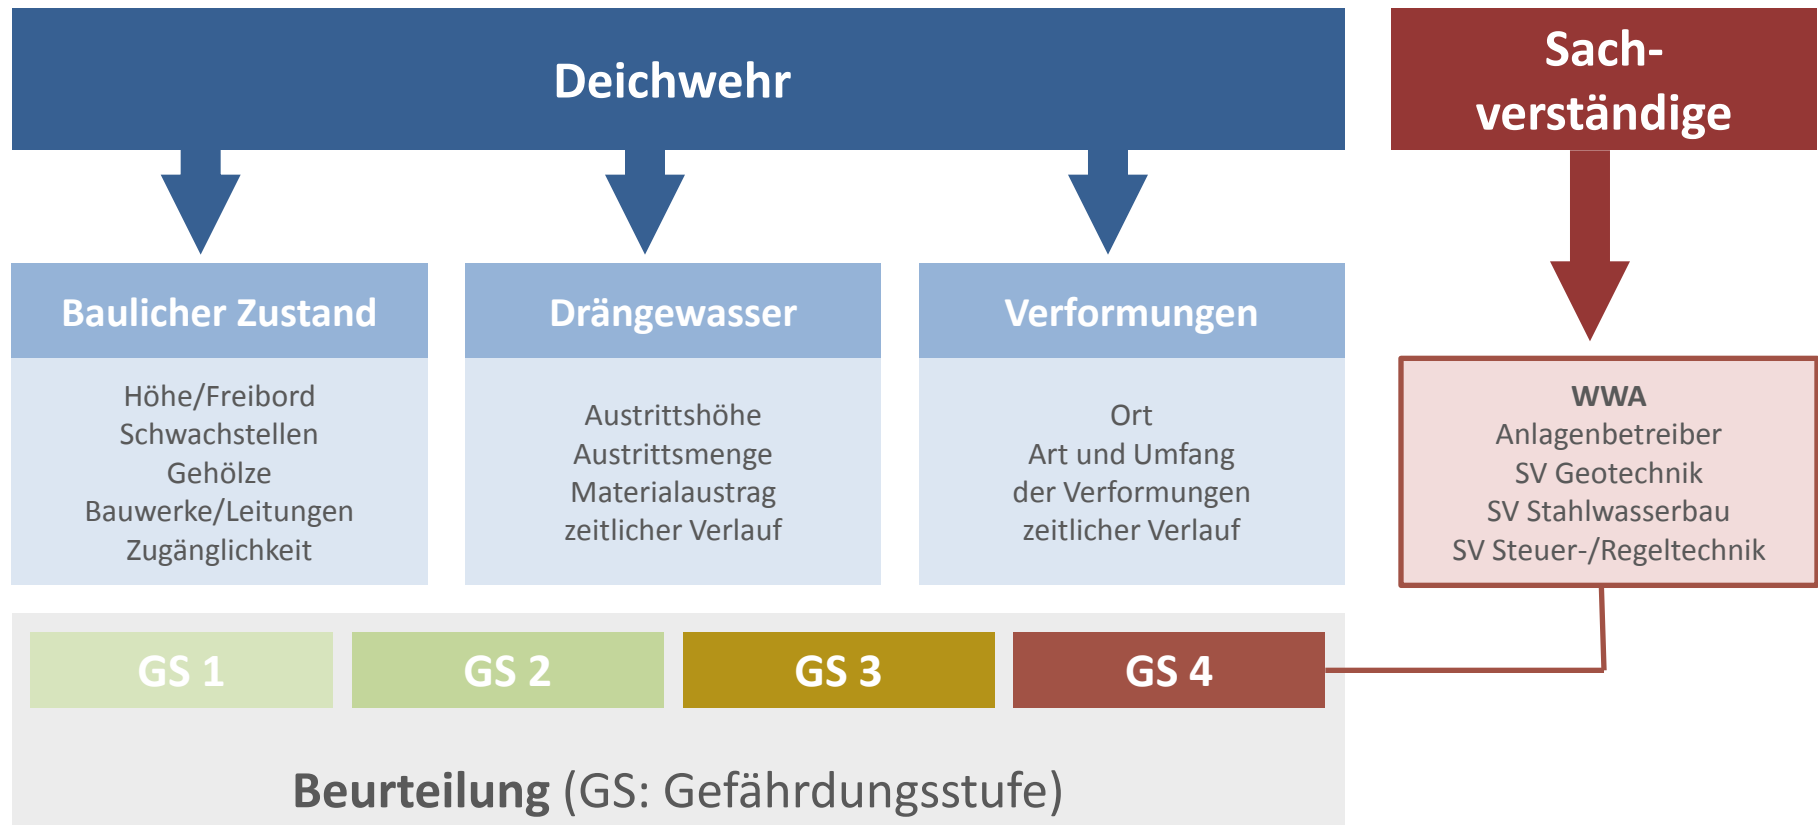 Deichwehr
Sach-
verständige
Baulicher Zustand
Höhe/Freibord
Schwachstellen
Gehölze
Bauwerke/Leitungen
Zugänglichkeit
Drängewasser
Austrittshöhe
Austrittsmenge
Materialaustrag
zeitlicher Verlauf
Verformungen
Ort
Art und Umfang
der Verformungen
zeitlicher Verlauf
WWA
Anlagenbetreiber
SV Geotechnik
SV Stahlwasserbau
SV Steuer-/Regeltechnik
GS 1
GS 2
GS 3
GS 4
Beurteilung (GS: Gefährdungsstufe)